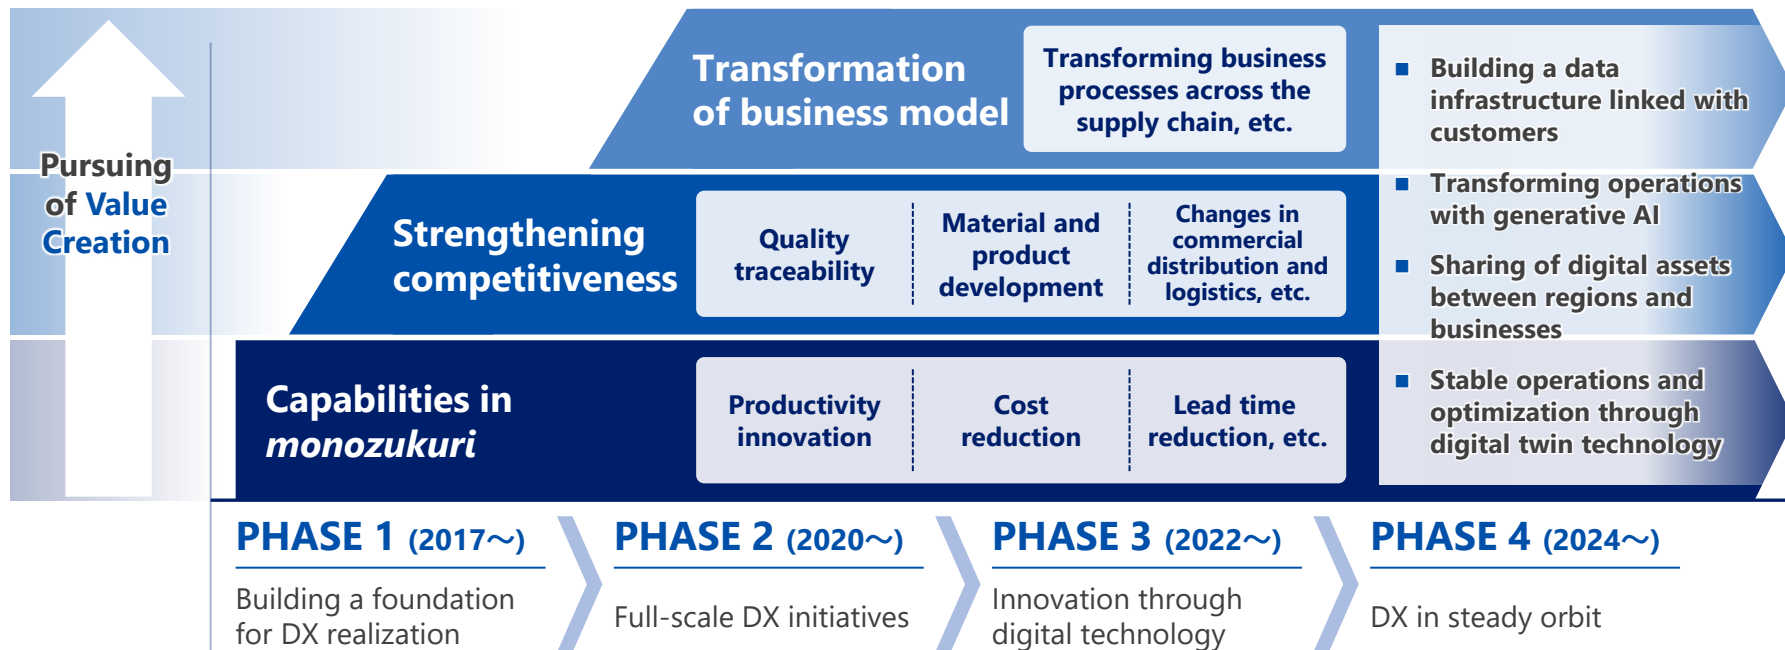 Pursuing
of Value
Creation
Transformation
of business model
Transforming business
processes across the
supply chain, etc.
Strengthening
competitiveness
Quality
traceability
Material and
product
development
Changes in
commercial
distribution and
logistics, etc.
Capabilities in
monozukuri
Productivity
innovation
Cost
reduction
Lead time
reduction, etc.
■ Building a data
infrastructure linked with
customers
■ Transforming operations
with generative AI
■ Sharing of digital assets
between regions and
businesses
■ Stable operations and
optimization through
digital twin technology
PHASE 1 (2017～)
Building a foundation
for DX realization
PHASE 2 (2020～)
Full-scale DX initiatives
PHASE 3 (2022～)
Innovation through
digital technology
PHASE 4 (2024～)
DX in steady orbit